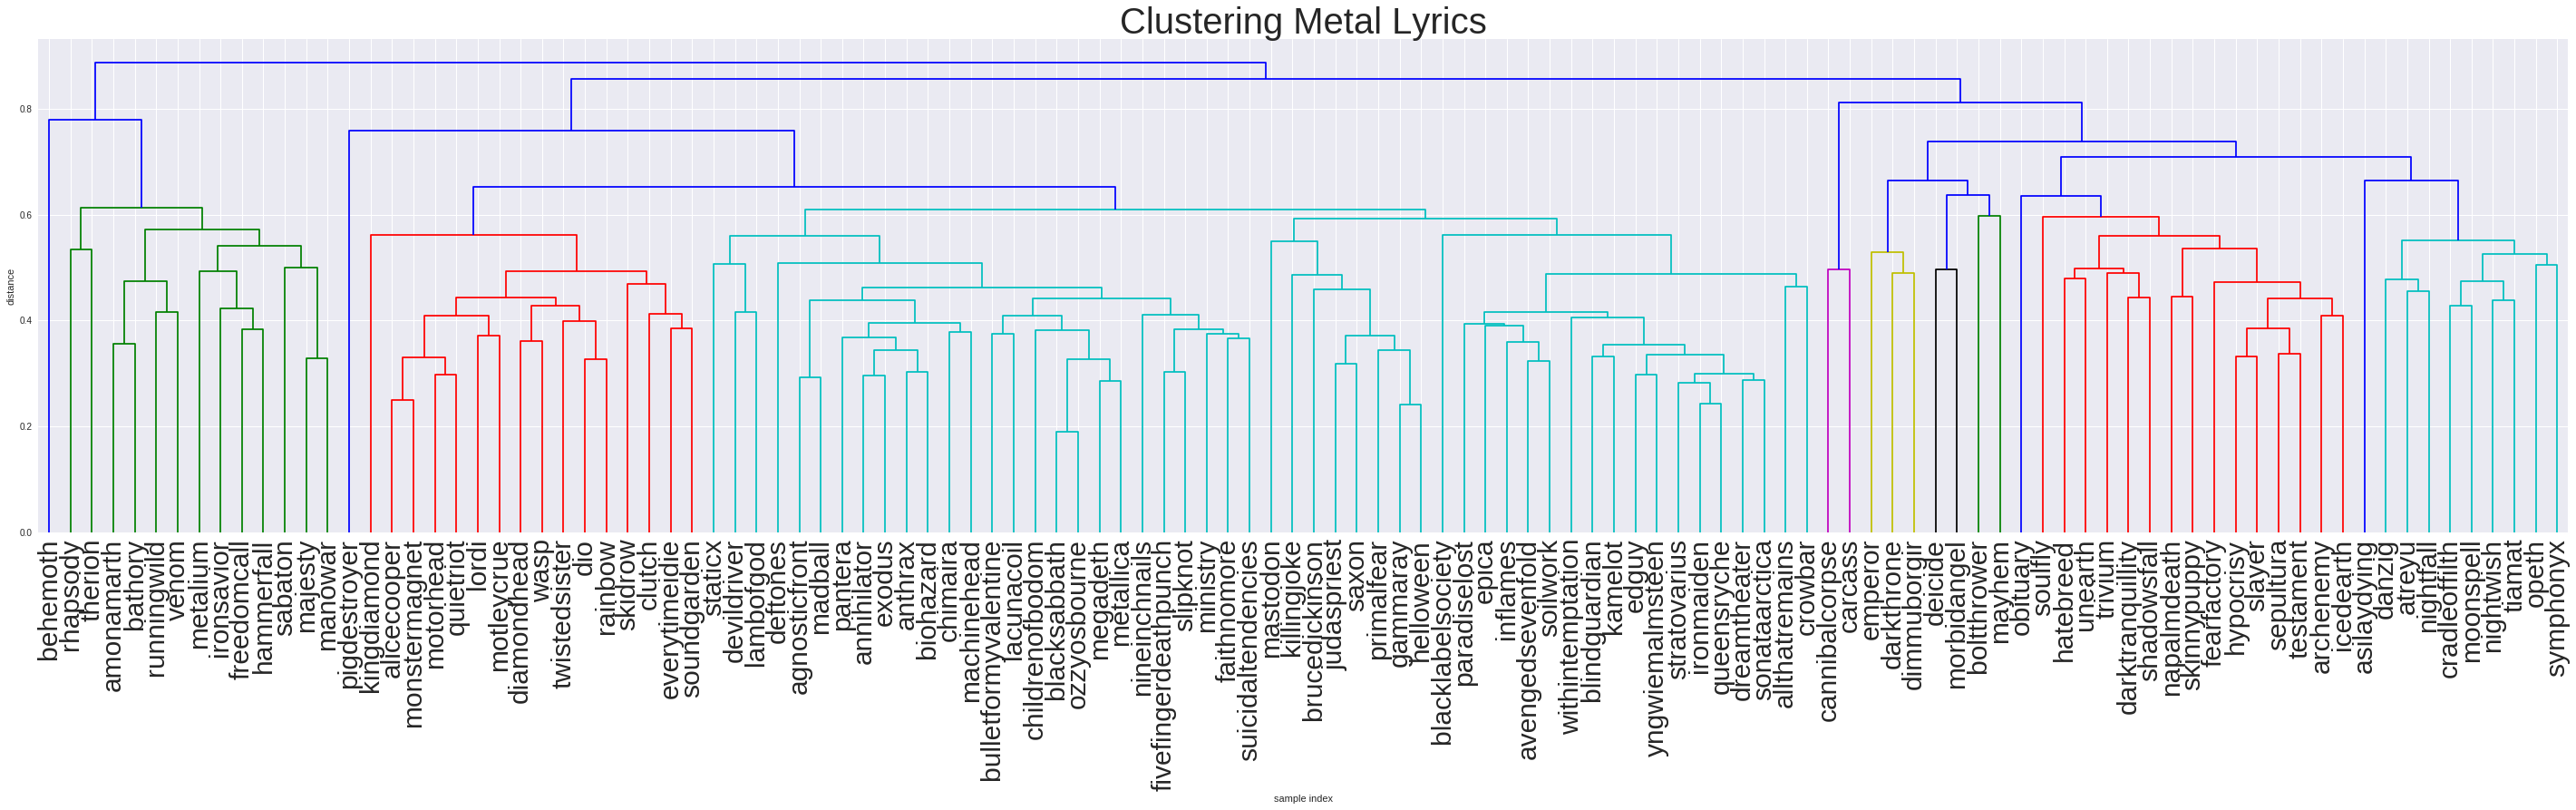 Clustering Metal Lyrics
distance
0.8
0.6
0.4
0.2
0.0
behemoth
rhapsody
therion
amonamarth
bathory
runningwild
venom
metalium
ironsavior
freedomcall
hammerfall
sabaton
majesty
manowar
pigdestroyer
kingdiamond
alicecooper
monstermagnet
motorhead
quietriot
lordi
motleycrue
diamondhead
wasp
twistedsister
dio
rainbow
skidrow
clutch
everytimeidie
soundgarden
staticx
devildriver
lambofgod
deftones
agnosticfront
madball
pantera
annihilator
exodus
anthrax
biohazard
chimaira
machinehead
bulletformyvalentine
lacunacoil
childrenofbodom
blacksabbath
ozzyosbourne
megadeth
metallica
nineinchnails
fivefingerdeathpunch
slipknot
ministry
faithnomore
suicidaltendencies
mastodon
killingjoke
brucedickinson
judaspriest
saxon
primalfear
gammaray
helloween
blacklabelsociety
paradiselost
epica
inflames
avengedsevenfold
soilwork
withintemptation
blindguardian
kamelot
edguy
yngwiemalmsteen
stratovarius
ironmaiden
queensryche
dreamtheater
sonataarctica
allthatremains
crowbar
cannibalcorpse
carcass
emperor
darkthrone
dimmuborgir
deicide
morbidangel
boltthrower
mayhem
obituary
soulfly
hatebreed
unearth
trivium
darktranquillity
shadowsfall
napalmdeath
skinnypuppy
fearfactory
hypocrisy
slayer
sepultura
testament
archenemy
icedearth
asilaydying
danzig
atreyu
nightfall
cradleoffilth
moonspell
nightwish
tiamat
opeth
symphonyx
sample index